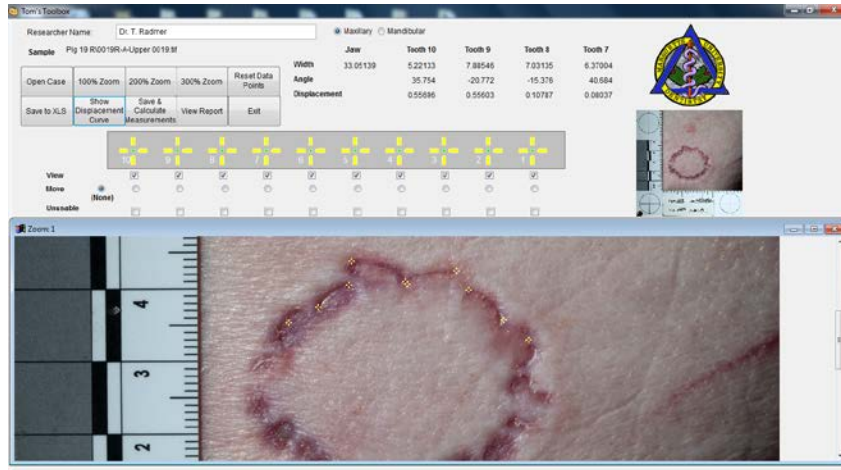 Tom's Toolbox
Researcher Name: Dr. T. Radmer Maxillary Mandibular
Sample Pig 19 R\0019R-A-Upper 0019.tif
Jaw Tooth 10 Tooth 9 Tooth 8 Tooth 7
Width 33.05139 5.22133 7.88546 7.03135 6.37004
Angle 35.754 -20.772 -15.376 40.684
Displacement 0.55696 0.55603 0.10787 0.08037
Open Case 100% Zoom 200% Zoom 300% Zoom Reset Data Points
Save to XLS Show Displacement Curve Save & Calculate Measurements View Report Exit
10 9 8 7 6 5 4 3 2 1
View
Move (None)
Unusable
Zoom: 1
4
3
2